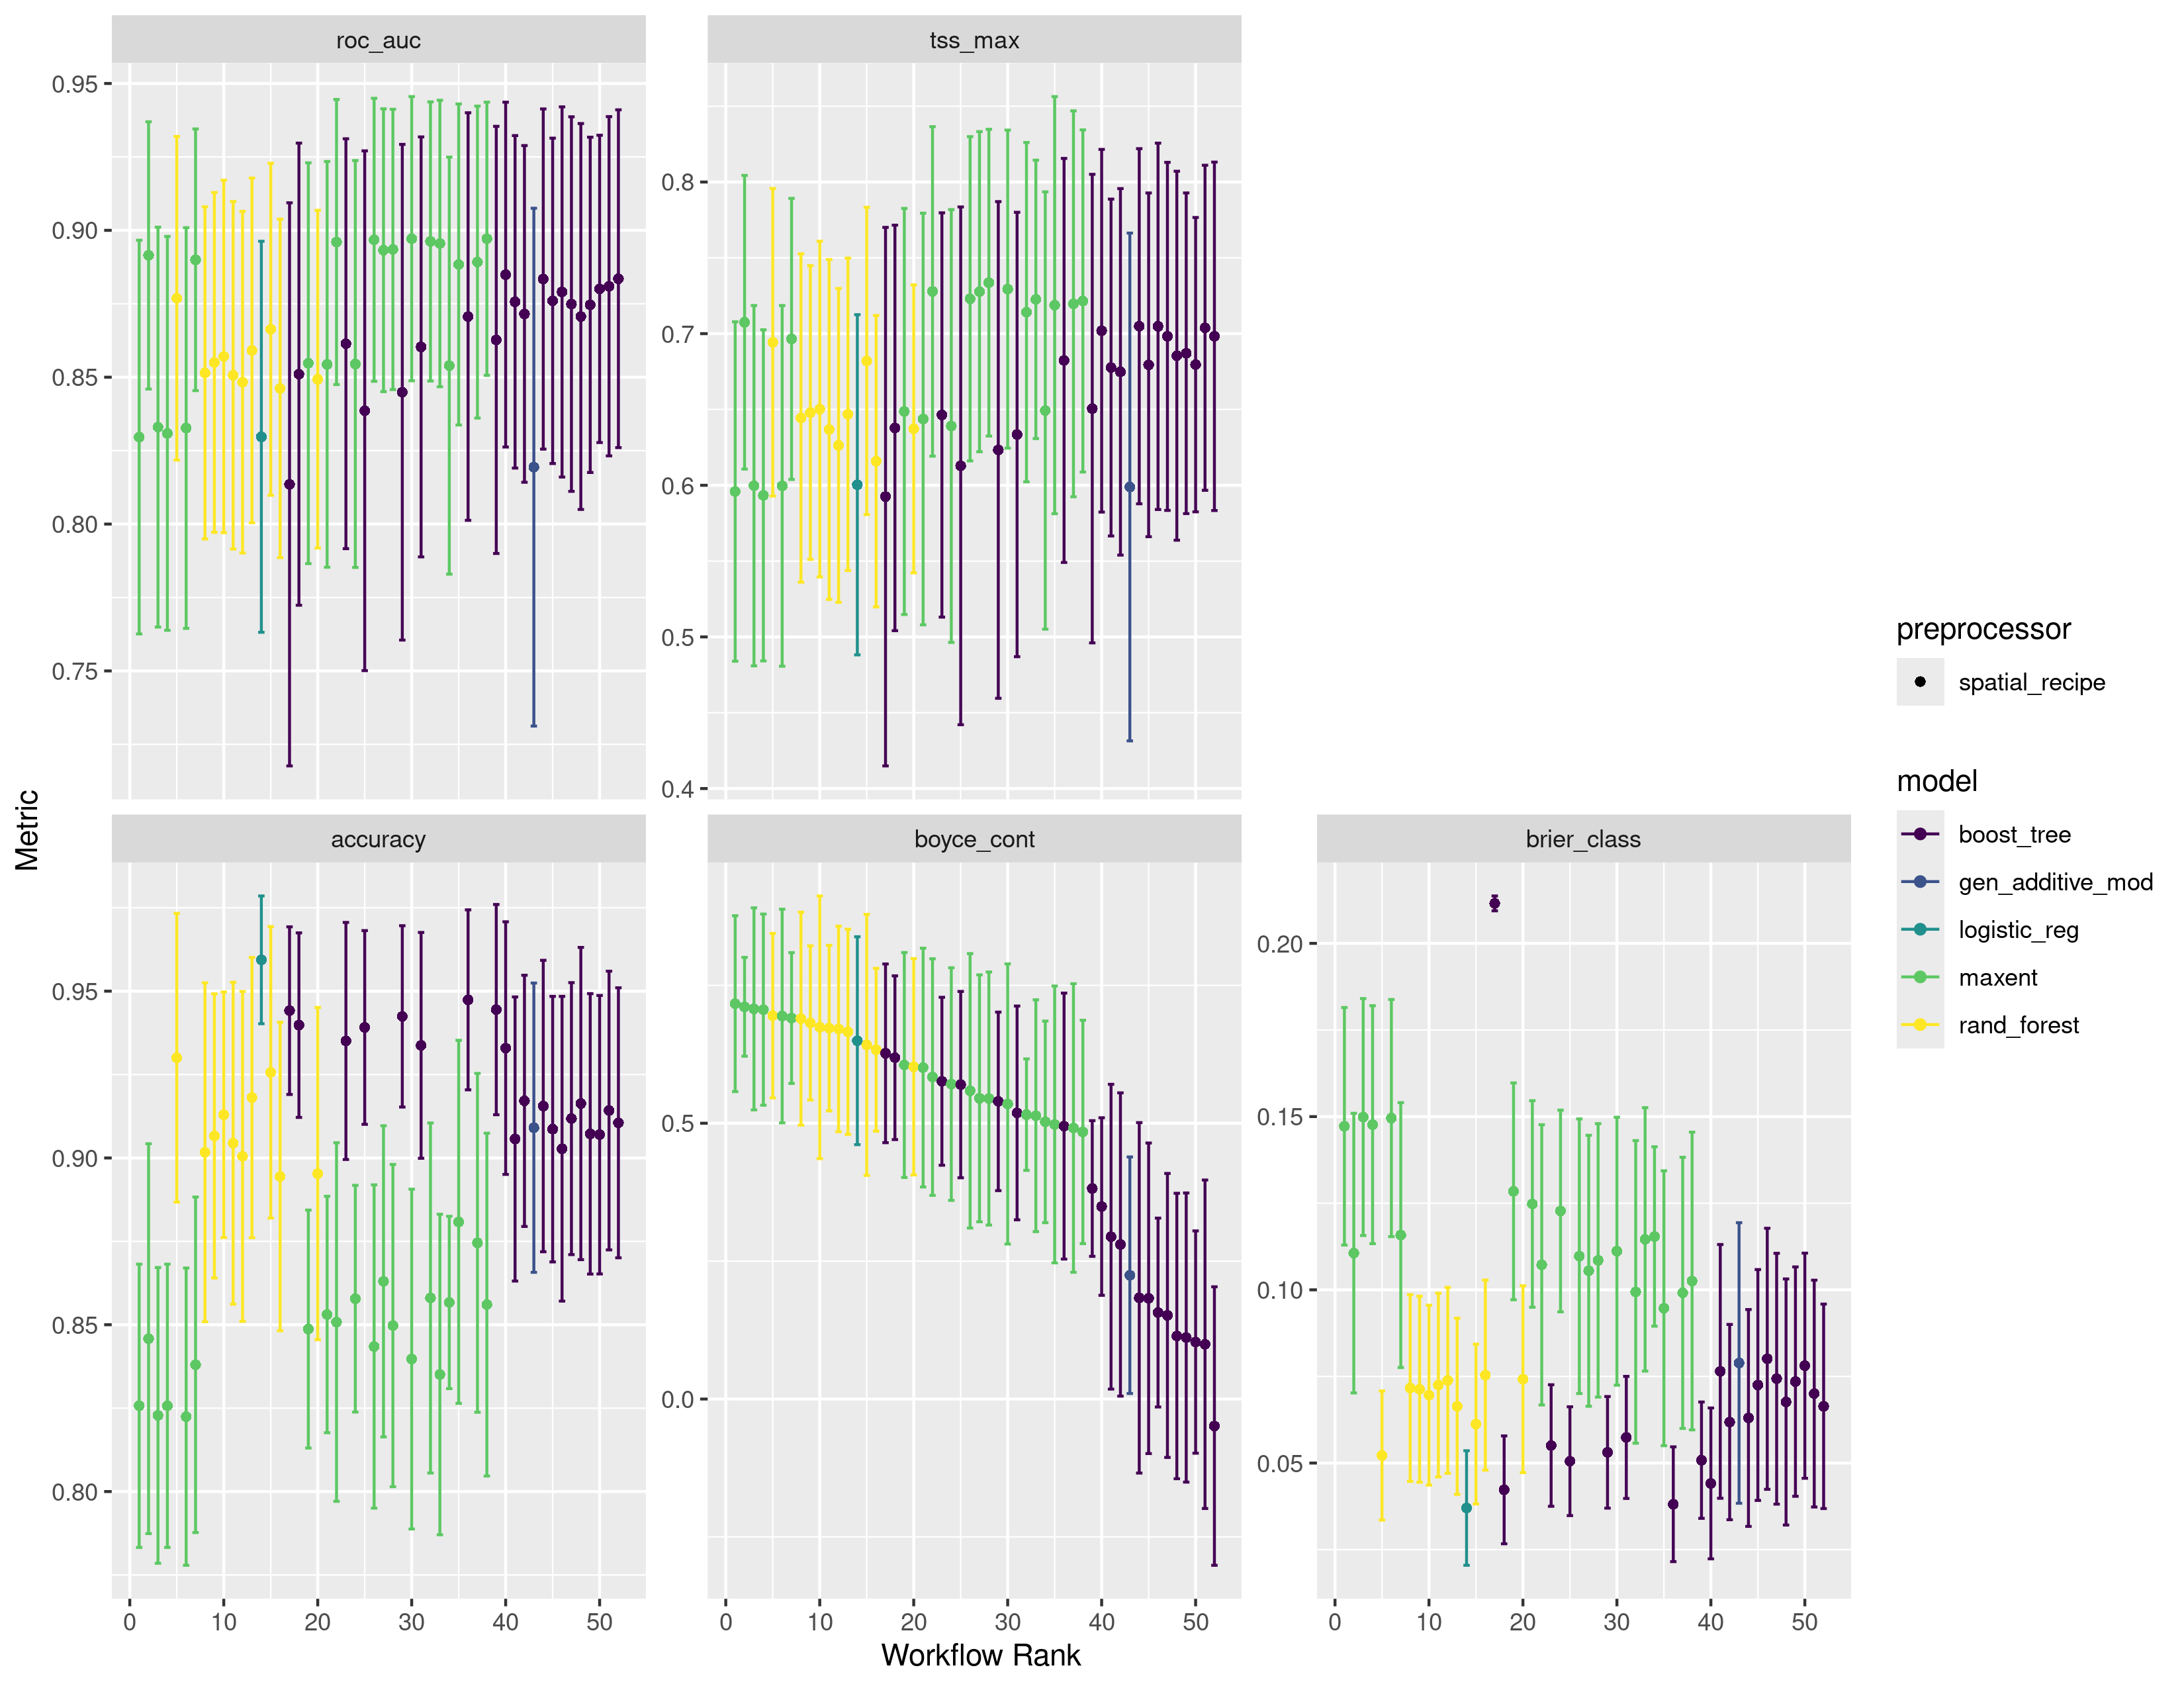 roc_auc
tss_max
0.95
0.90
0.85
0.80
0.75
0.8
0.7
0.6
0.5
0.4
Metric
accuracy
boyce_cont
brier_class
0.95
0.90
0.85
0.80
0.5
0.0
0.20
0.15
0.10
0.05
0 10 20 30 40 50
0 10 20 30 40 50
0 10 20 30 40 50
Workflow Rank
preprocessor
spatial_recipe
model
boost_tree
gen_additive_mod
logistic_reg
maxent
rand_forest